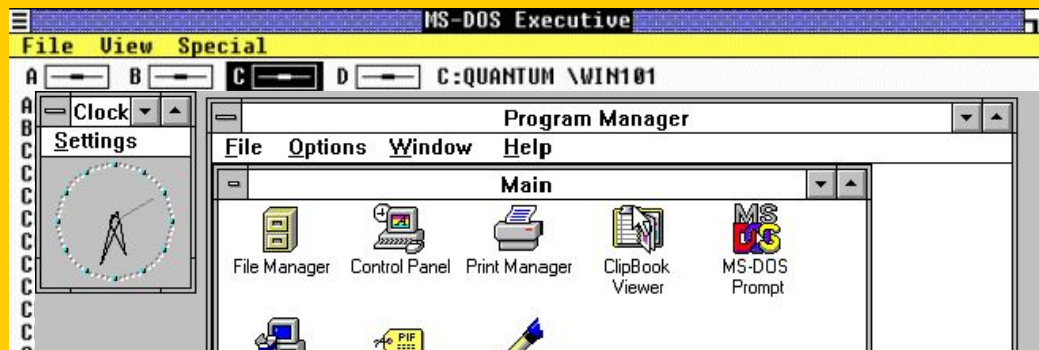 MS-DOS Executive
File View Special
A B C D C:QUANTUM \WIN101
A
B
C
C
C
C
C
C
C
C
C
Clock
Settings
Program Manager
File Options Window Help
Main
File Manager Control Panel Print Manager ClipBook Viewer MS-DOS Prompt
MS DOS
PIF